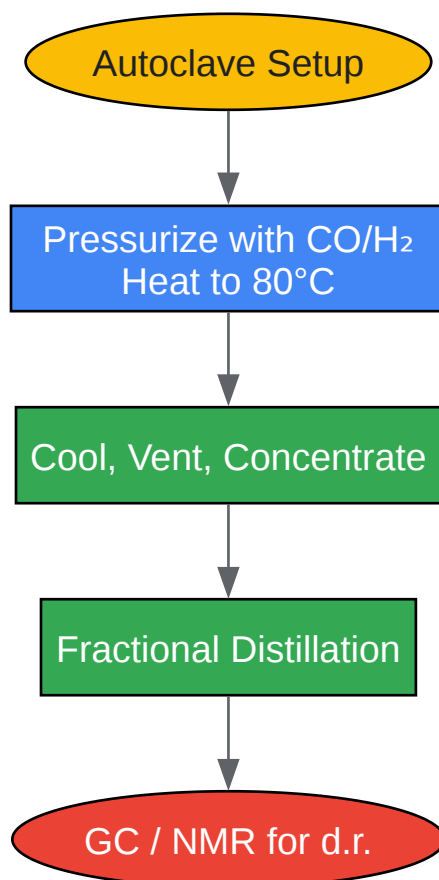 Autoclave Setup
Pressurize with CO/H₂
Heat to 80°C
Cool, Vent, Concentrate
Fractional Distillation
GC / NMR for d.r.